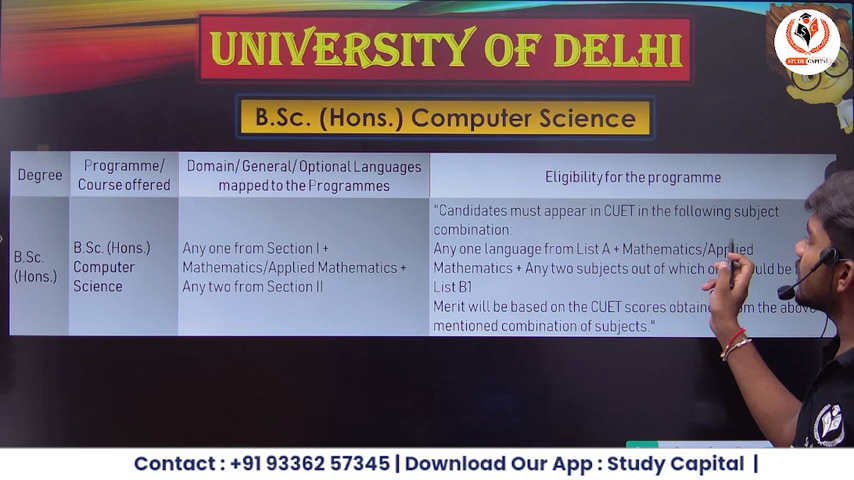 UNIVERSITY OF DELHI
STUDY CAPITAL
B.Sc. (Hons.) Computer Science
Degree
Programme/
Course offered
Domain/ General/ Optional Languages
mapped to the Programmes
Eligibility for the programme
B.Sc.
(Hons.)
B.Sc. (Hons.)
Computer
Science
Any one from Section I +
Mathematics/Applied Mathematics +
Any two from Section II
"Candidates must appear in CUET in the following subject
combination:
Any one language from List A + Mathematics/Applied
Mathematics + Any two subjects out of which
List B1
Merit will be based on the CUET scores the above
mentioned combination of subjects."
Contact : +91 93362 57345 | Download Our App : Study Capital |